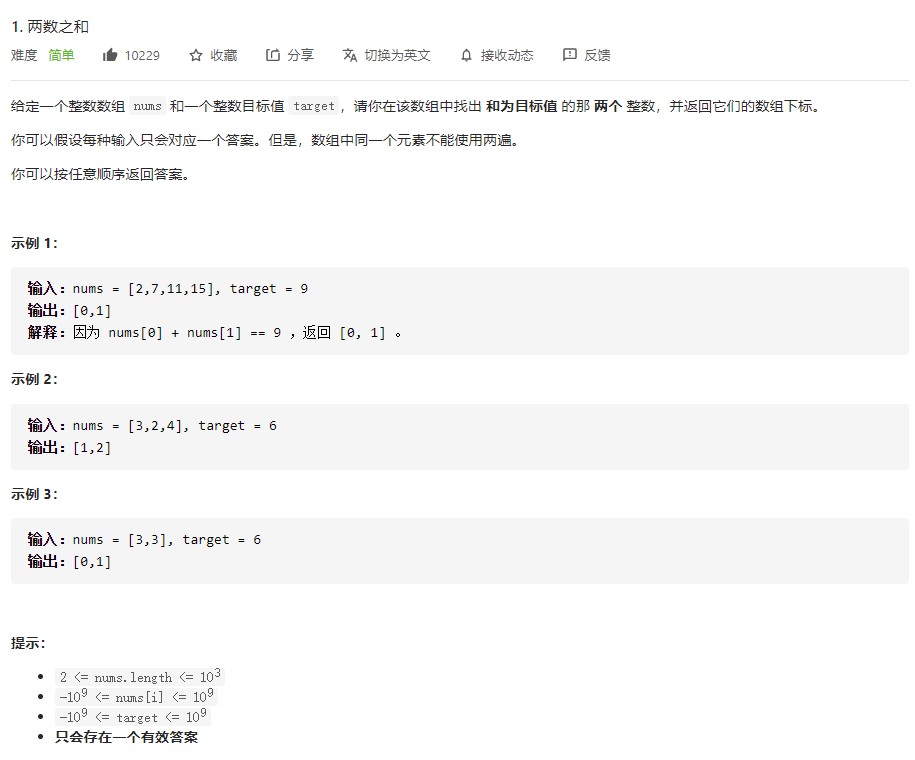 1. 两数之和
难度 简单 10229 收藏 分享 切换为英文 接收动态 反馈
给定一个整数数组 nums 和一个整数目标值 target，请你在该数组中找出 和为目标值 的那 两个 整数，并返回它们的数组下标。
你可以假设每种输入只会对应一个答案。但是，数组中同一个元素不能使用两遍。
你可以按任意顺序返回答案。
示例 1：
输入：nums = [2,7,11,15], target = 9
输出：[0,1]
解释：因为 nums[0] + nums[1] == 9 ，返回 [0, 1] 。
示例 2：
输入：nums = [3,2,4], target = 6
输出：[1,2]
示例 3：
输入：nums = [3,3], target = 6
输出：[0,1]
提示：
2 <= nums.length <= 10³
-10⁹ <= nums[i] <= 10⁹
-10⁹ <= target <= 10⁹
只会存在一个有效答案